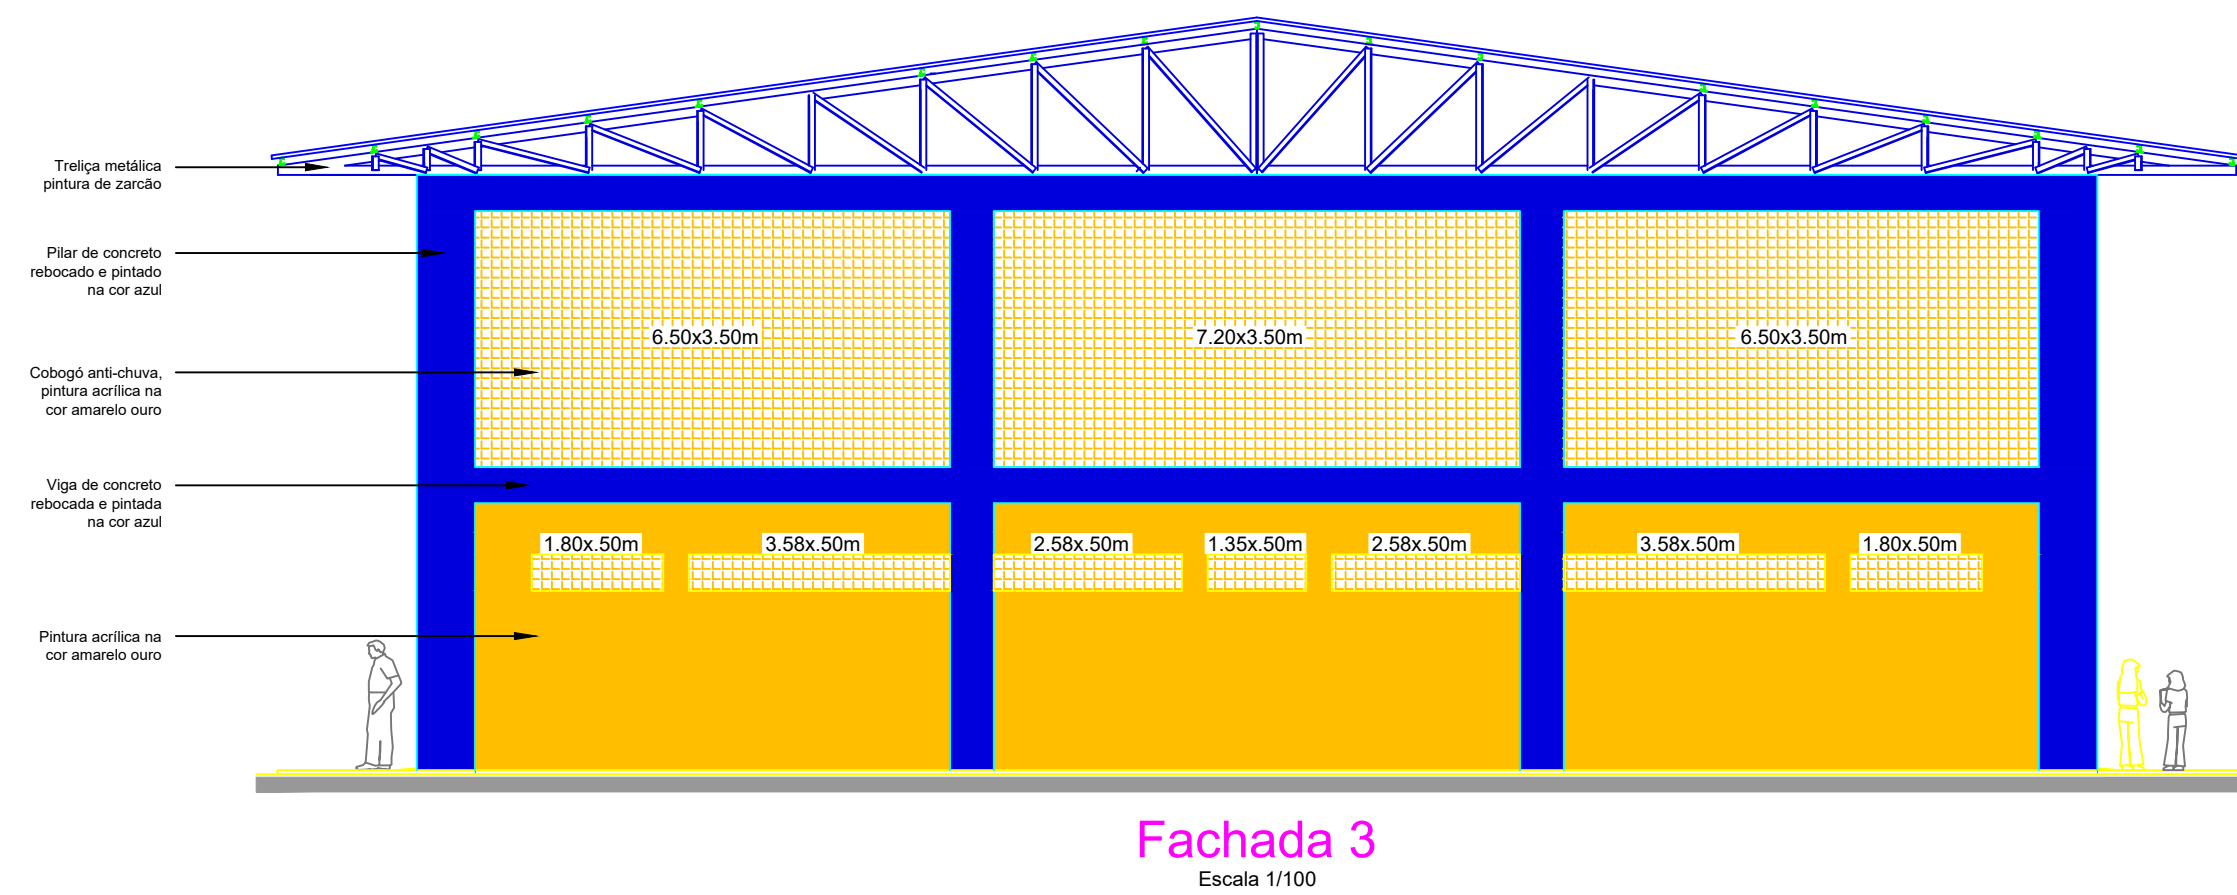 Treliça metálica
pintura de zarcão
Pilar de concreto
rebocado e pintado
na cor azul
6.50x3.50m
7.20x3.50m
6.50x3.50m
Cobogó anti-chuva,
pintura acrílica na
cor amarelo ouro
Viga de concreto
rebocada e pintada
na cor azul
1.80x.50m
3.58x.50m
2.58x.50m
1.35x.50m
2.58x.50m
3.58x.50m
1.80x.50m
Pintura acrílica na
cor amarelo ouro
Fachada 3
Escala 1/100